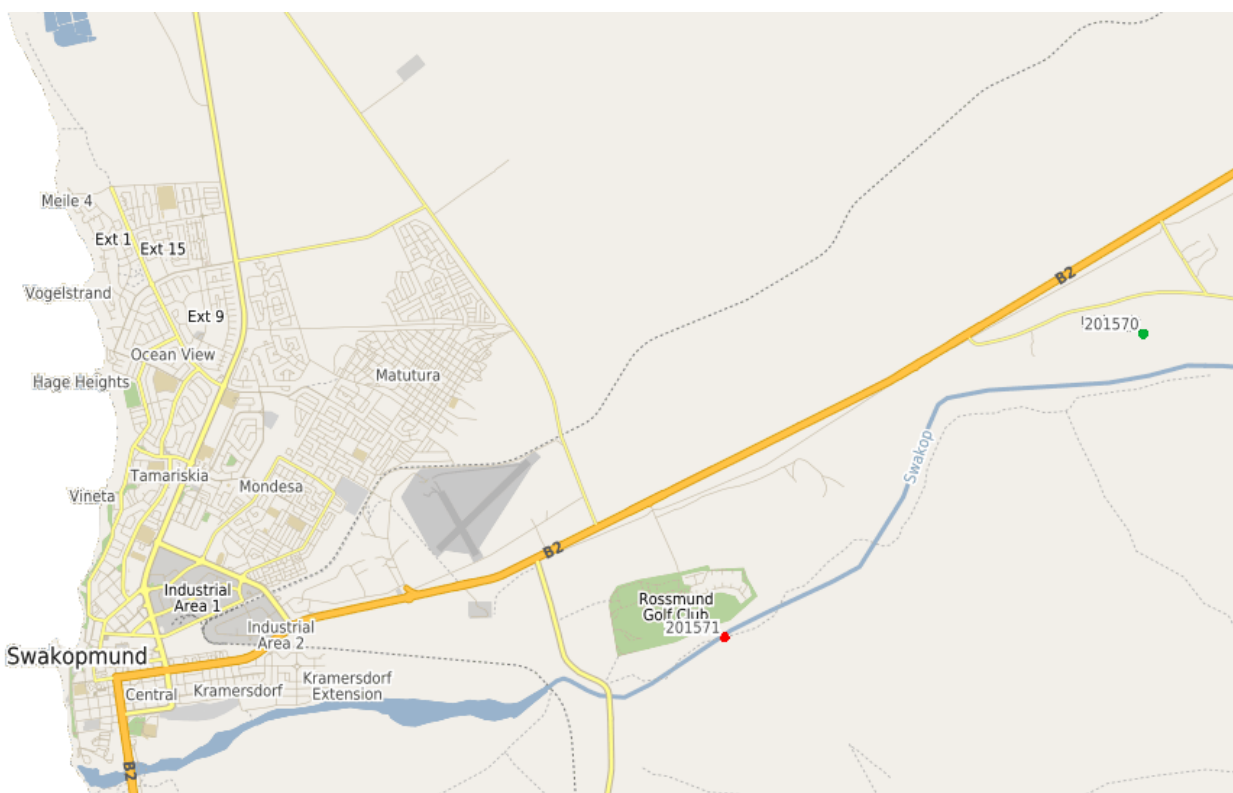 Meile 4
Ext 1
Ext 15
B2
Vogelstrand
Ext 9
201570
Ocean View
Hage Heights
Matutura
Swakop
Tamariskia
Mondesa
Vineta
B2
Industrial
Area 1
Rossmund
Golf Club
201571
Industrial
Area 2
Swakopmund
Kramersdorf
Extension
Central
Kramersdorf
B2